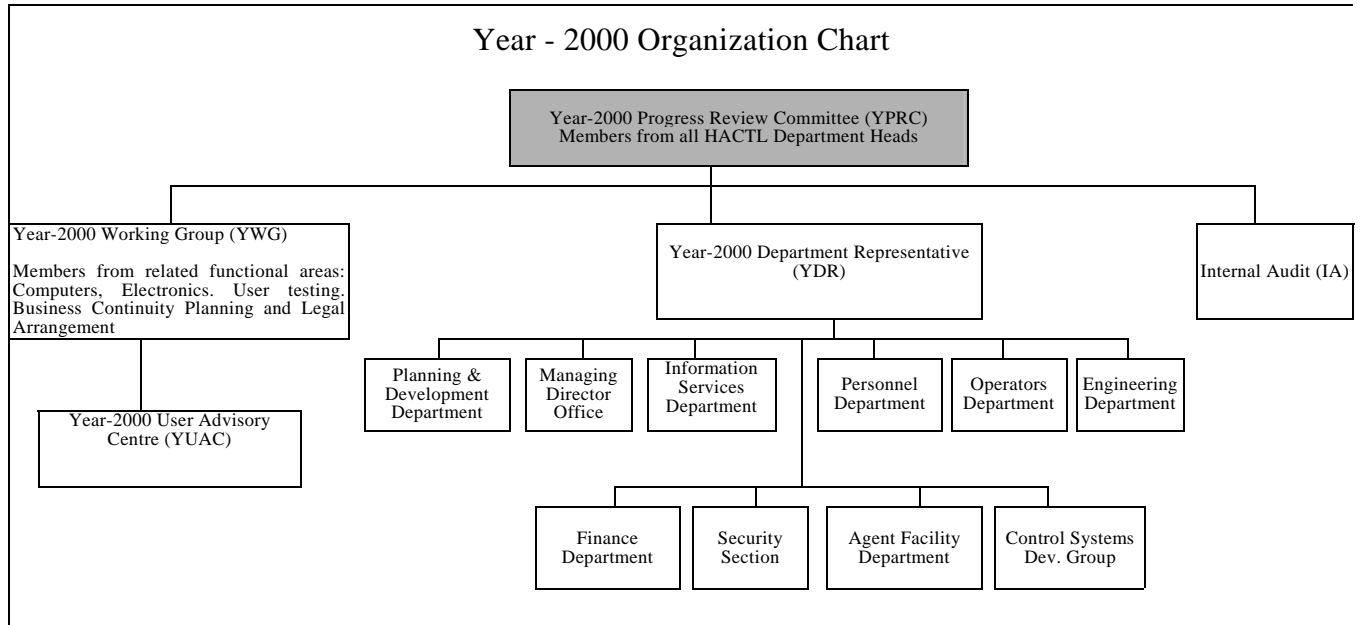 Year - 2000 Organization Chart
Year-2000 Progress Review Committee (YPRC)
Members from all HACTL Department Heads
Year-2000 Working Group (YWG)
Members from related functional areas:
Computers, Electronics. User testing.
Business Continuity Planning and Legal
Arrangement
Year-2000 Department Representative
(YDR)
Internal Audit (IA)
Planning &
Development
Department
Managing
Director
Office
Information
Services
Department
Personnel
Department
Operators
Department
Engineering
Department
Year-2000 User Advisory
Centre (YUAC)
Finance
Department
Security
Section
Agent Facility
Department
Control Systems
Dev. Group